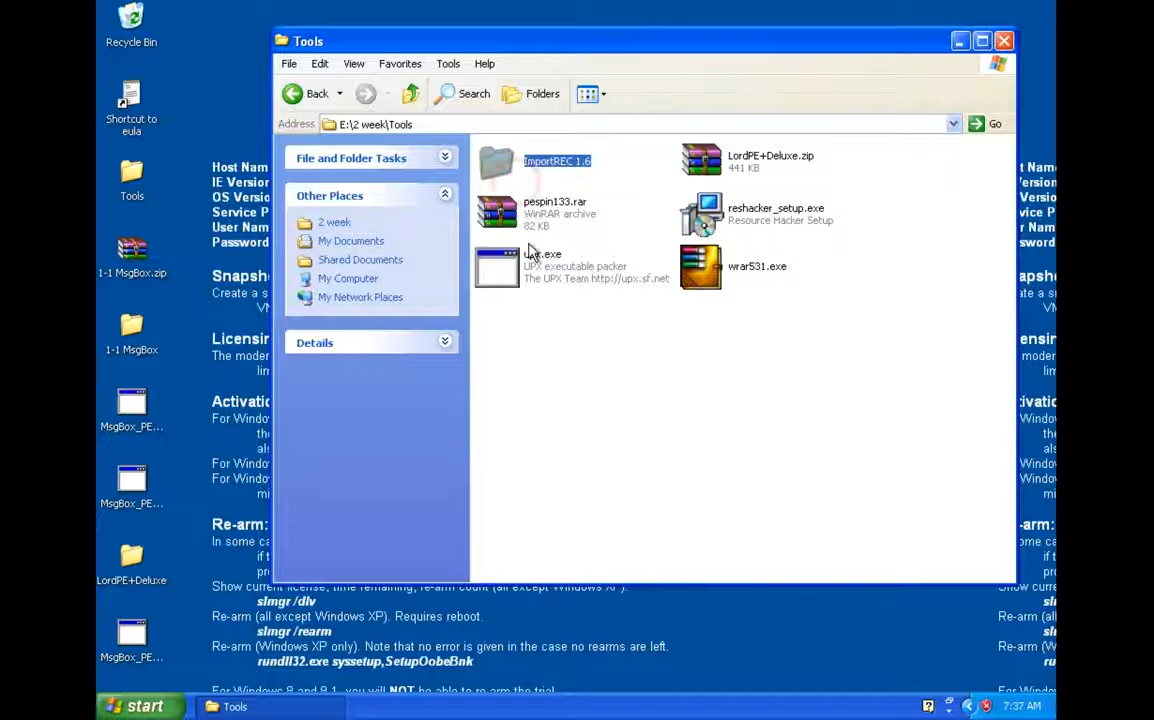 Recycle Bin
Shortcut to
eula
Tools
1-1 MsgBox.zip
1-1 MsgBox
MsgBox_PE...
MsgBox_PE...
LordPE+Deluxe
MsgBox_PE...
Tools
File Edit View Favorites Tools Help
Back Search Folders
Address E:\2 week\Tools Go
File and Folder Tasks
Other Places
2 week
My Documents
Shared Documents
My Computer
My Network Places
Details
ImportREC 1.6
LordPE+Deluxe.zip
441 KB
pespin133.rar
WinRAR archive
82 KB
reshacker_setup.exe
Resource Hacker Setup
upx.exe
UPX executable packer
The UPX Team http://upx.sf.net
wrar531.exe
Host Nam
IE Version
OS Versio
Service P
User Nam
Password
Snapsh
Create a s
VM
Licensin
The moder
lim
Activatio
For Windo
the
als
For Windo
For Windo
mi
Re-arm:
In some ca
if t
pro
Show current license, time remaining, re-arm count (all except Windows XP).
slmgr /dlv
Re-arm (all except Windows XP). Requires reboot.
slmgr /rearm
Re-arm (Windows XP only). Note that no error is given in the case no rearms are left.
rundll32.exe syssetup,SetupOobeBnk
For Windows 8 and 8.1, you will NOT be able to re-arm the trial.
start Tools 7:37 AM